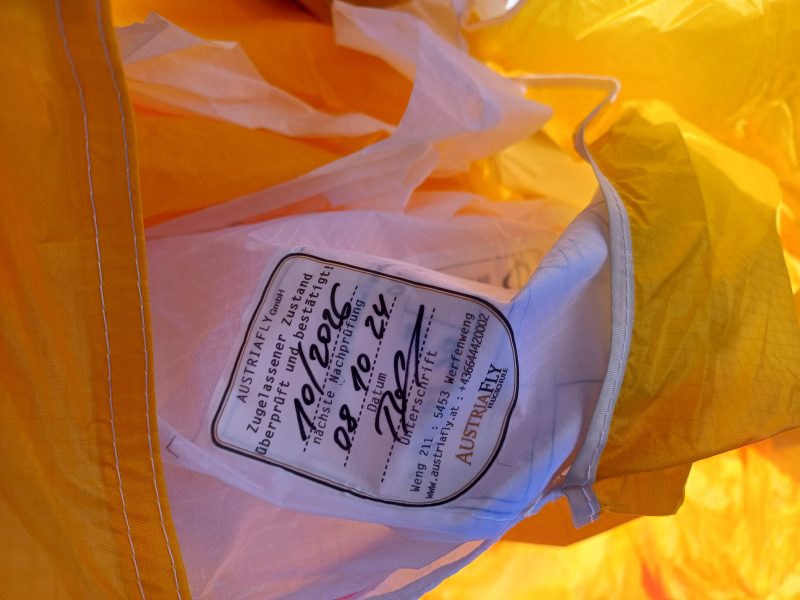 AUSTRIAFLY GmbH
Zugelassener Zustand
überprüft und bestätigt!
10/2026
nächste Nachprüfung
08 10 24
Datum
Unterschrift
Weng 211 : 5453 Werfenweng
www.austriafly.at : +436644420002
AUSTRIAFLY
FLUGSCHULE